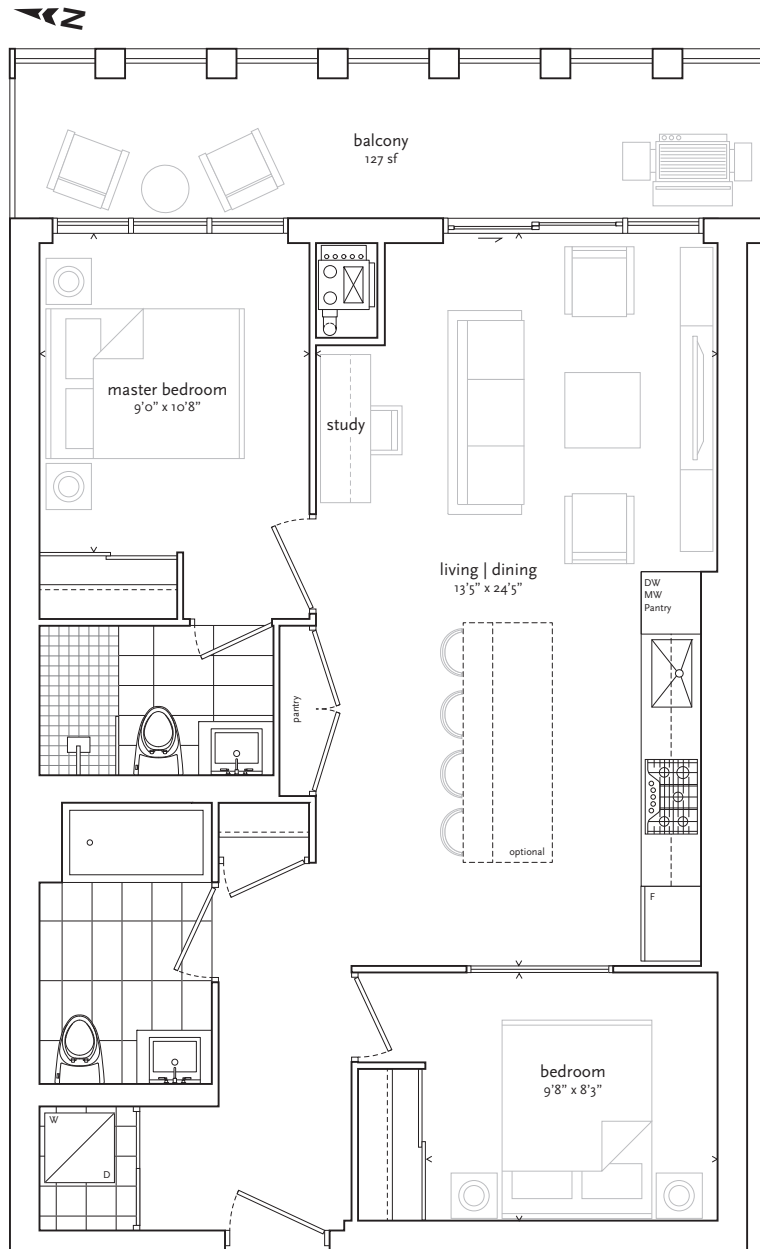 N
balcony
127 sf
master bedroom
9'0" x 10'8"
study
living | dining
13'5" x 24'5"
DW
MW
Pantry
pantry
optional
F
bedroom
9'8" x 8'3"
W
D